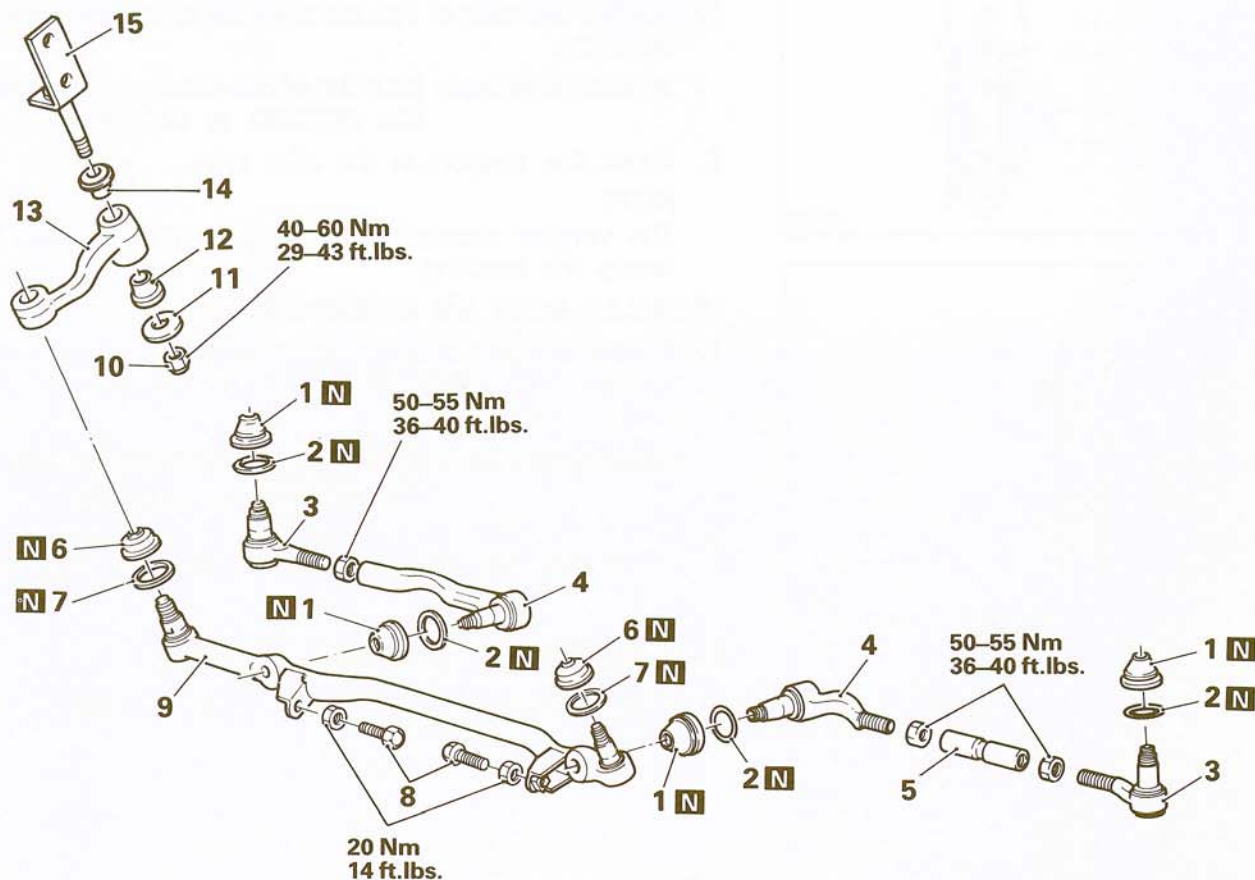 15
14
13
12
40–60 Nm
29–43 ft.lbs.
11
10
1 N
50–55 Nm
36–40 ft.lbs.
2 N
3
N 6
4
N 7
N 1
6 N
2 N
7 N
4
50–55 Nm
36–40 ft.lbs.
1 N
2 N
9
2 N
8
1 N
5
3
20 Nm
14 ft.lbs.